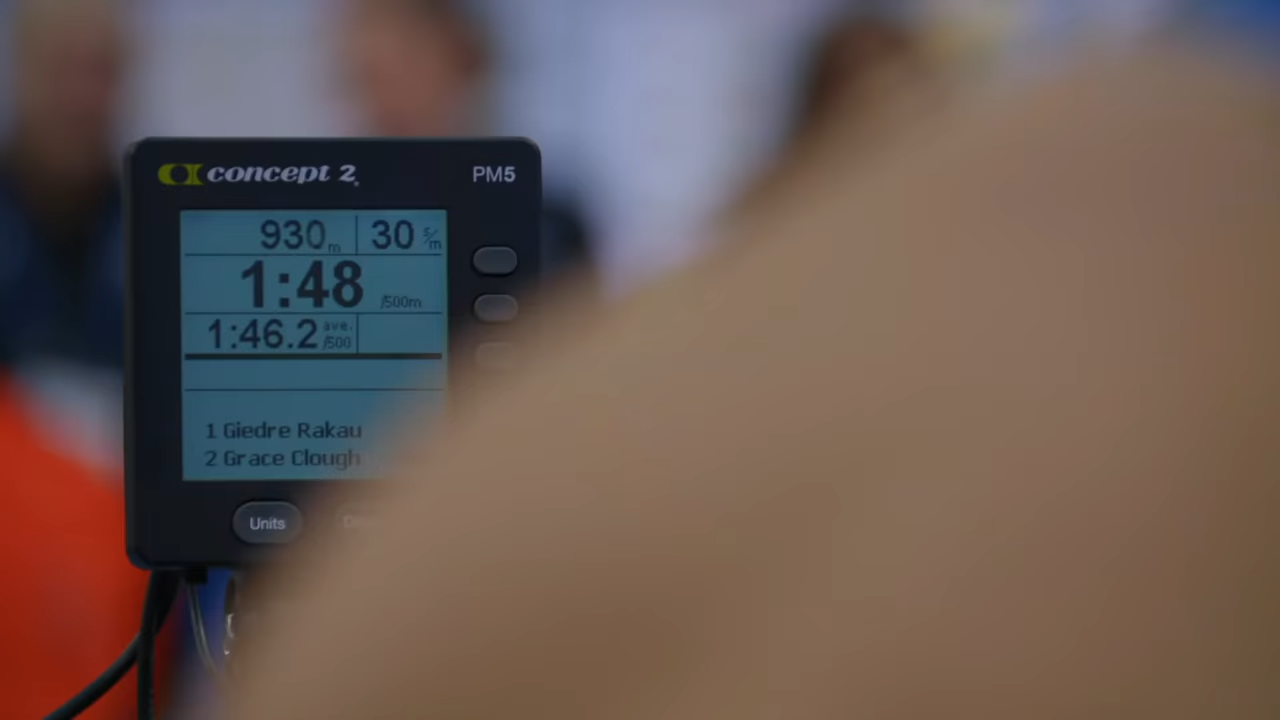 concept 2 PM5
930 m 30 s/m
1:48 /500m
1:46.2 ave. /500
1 Giedre Rakau
2 Grace Clough
Units